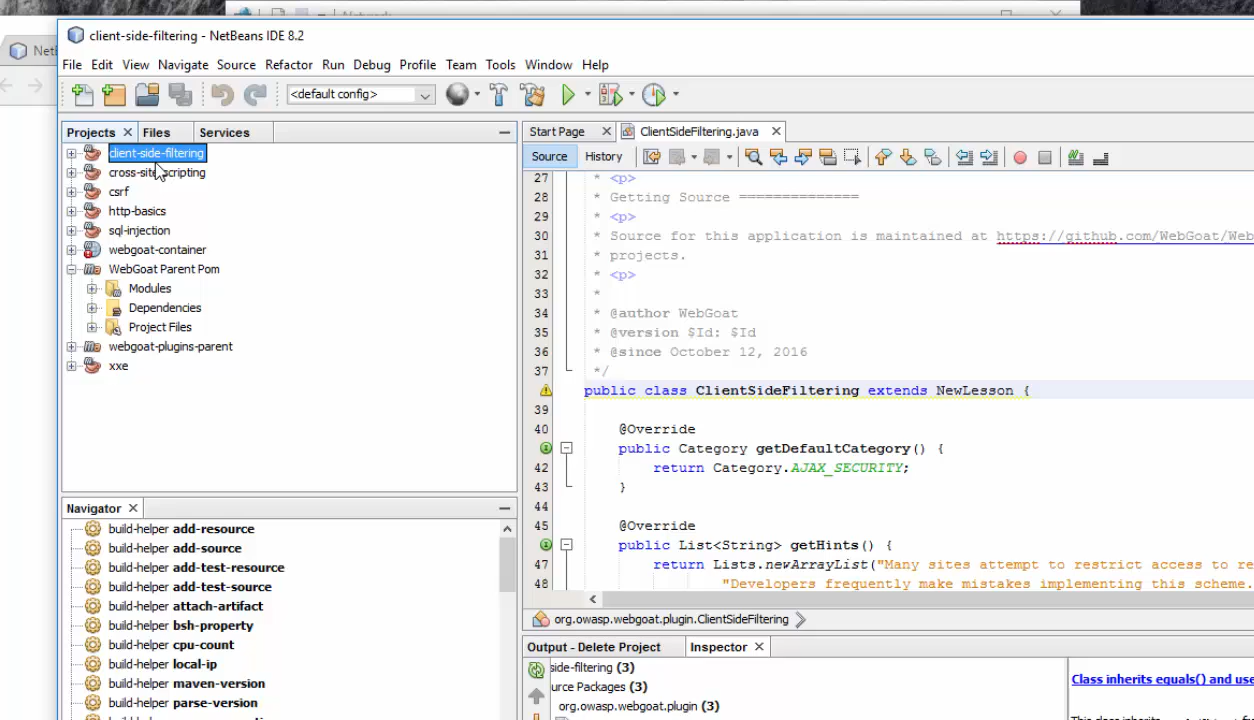 client-side-filtering - NetBeans IDE 8.2
File Edit View Navigate Source Refactor Run Debug Profile Team Tools Window Help
<default config>
Projects Files Services
client-side-filtering
cross-site-scripting
csrf
http-basics
sql-injection
webgoat-container
WebGoat Parent Pom
Modules
Dependencies
Project Files
webgoat-plugins-parent
xxe
Navigator
build-helper add-resource
build-helper add-source
build-helper add-test-resource
build-helper add-test-source
build-helper attach-artifact
build-helper bsh-property
build-helper cpu-count
build-helper local-ip
build-helper maven-version
build-helper parse-version
Start Page ClientSideFiltering.java
Source History
27 * <p>
28 * Getting Source ==============
29 * <p>
30 * Source for this application is maintained at https://github.com/WebGoat/Web
31 * projects.
32 * <p>
33 *
34 * @author WebGoat
35 * @version $Id: $Id
36 * @since October 12, 2016
37 */
public class ClientSideFiltering extends NewLesson {
39
40 @Override
public Category getDefaultCategory() {
42 return Category.AJAX_SECURITY;
43 }
44
45 @Override
public List<String> getHints() {
47 return Lists.newArrayList("Many sites attempt to restrict access to re
48 "Developers frequently make mistakes implementing this scheme.
org.owasp.webgoat.plugin.ClientSideFiltering
Output - Delete Project Inspector
side-filtering (3)
urce Packages (3)
org.owasp.webgoat.plugin (3)
Class inherits equals() and use